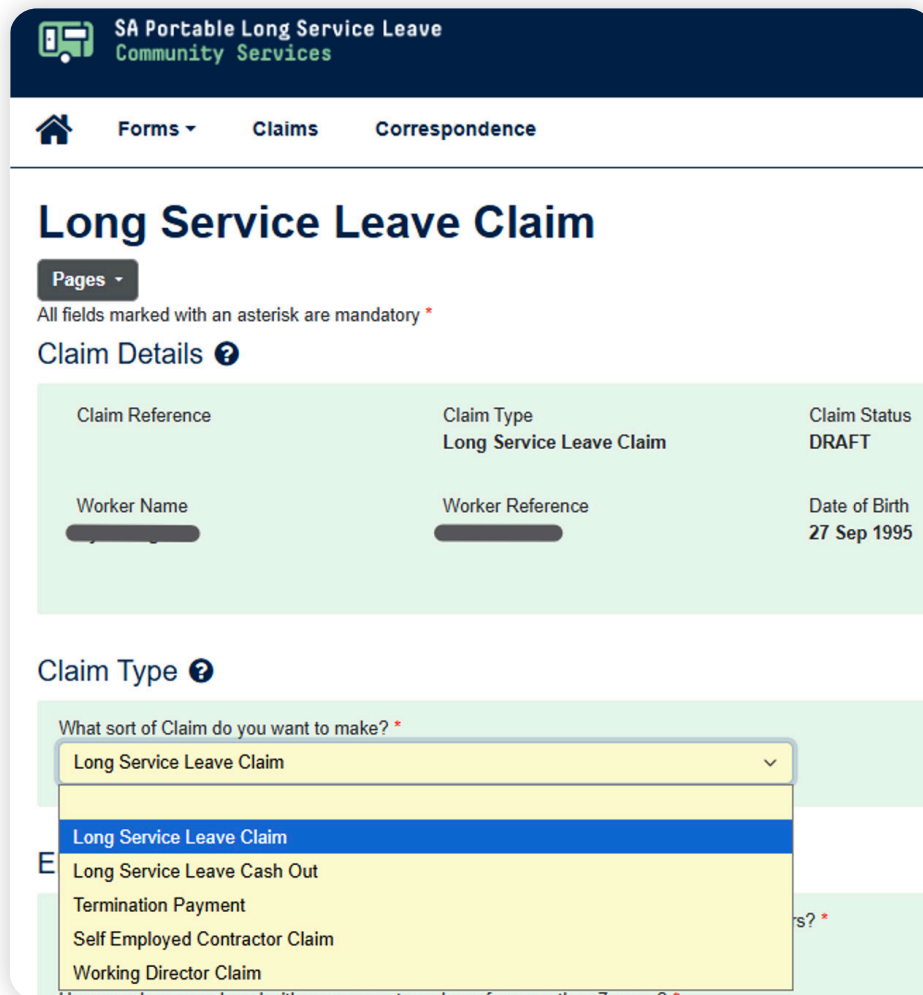 SA Portable Long Service Leave
Community Services
Forms Claims Correspondence
Long Service Leave Claim
Pages
All fields marked with an asterisk are mandatory *
Claim Details ?
Claim Reference Claim Type Claim Status
Long Service Leave Claim DRAFT
Worker Name Worker Reference Date of Birth
27 Sep 1995
Claim Type ?
What sort of Claim do you want to make? *
Long Service Leave Claim
Long Service Leave Claim
Long Service Leave Cash Out
Termination Payment
Self Employed Contractor Claim
Working Director Claim